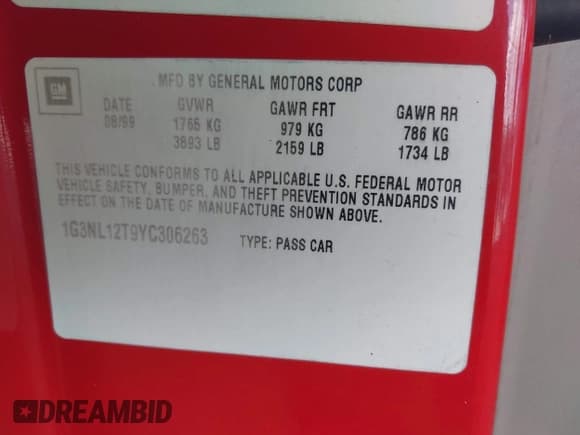 GM
MFD BY GENERAL MOTORS CORP
DATE GVWR GAWR FRT GAWR RR
08/99 1765 KG 979 KG 786 KG
3893 LB 2159 LB 1734 LB
THIS VEHICLE CONFORMS TO ALL APPLICABLE U.S. FEDERAL MOTOR
VEHICLE SAFETY, BUMPER, AND THEFT PREVENTION STANDARDS IN
EFFECT ON THE DATE OF MANUFACTURE SHOWN ABOVE.
1G3NL12T9YC306263 TYPE: PASS CAR
DREAMBID